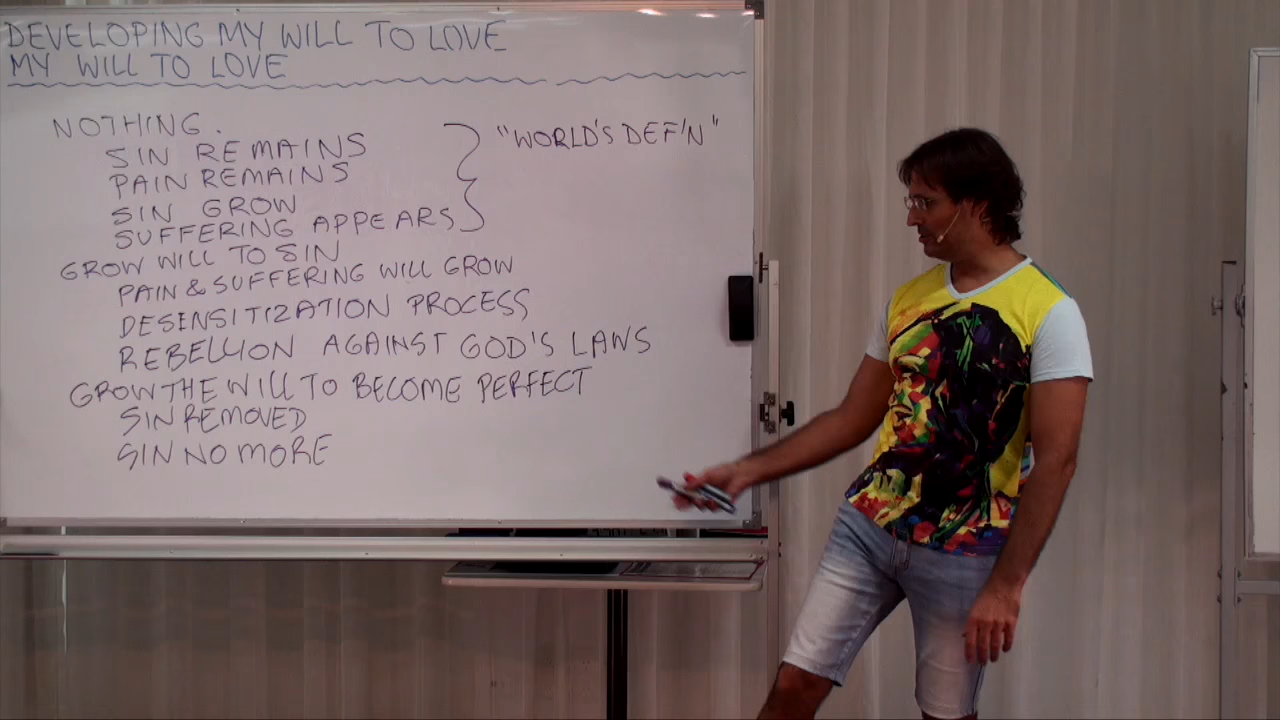 DEVELOPING MY WILL TO LOVE
MY WILL TO LOVE
NOTHING.
SIN REMAINS
PAIN REMAINS
SIN GROW
SUFFERING APPEARS
"WORLD'S DEF'N"
GROW WILL TO SIN
PAIN & SUFFERING WILL GROW
DESENSITIZATION PROCESS
REBELLION AGAINST GOD'S LAWS
GROW THE WILL TO BECOME PERFECT
SIN REMOVED
SIN NO MORE